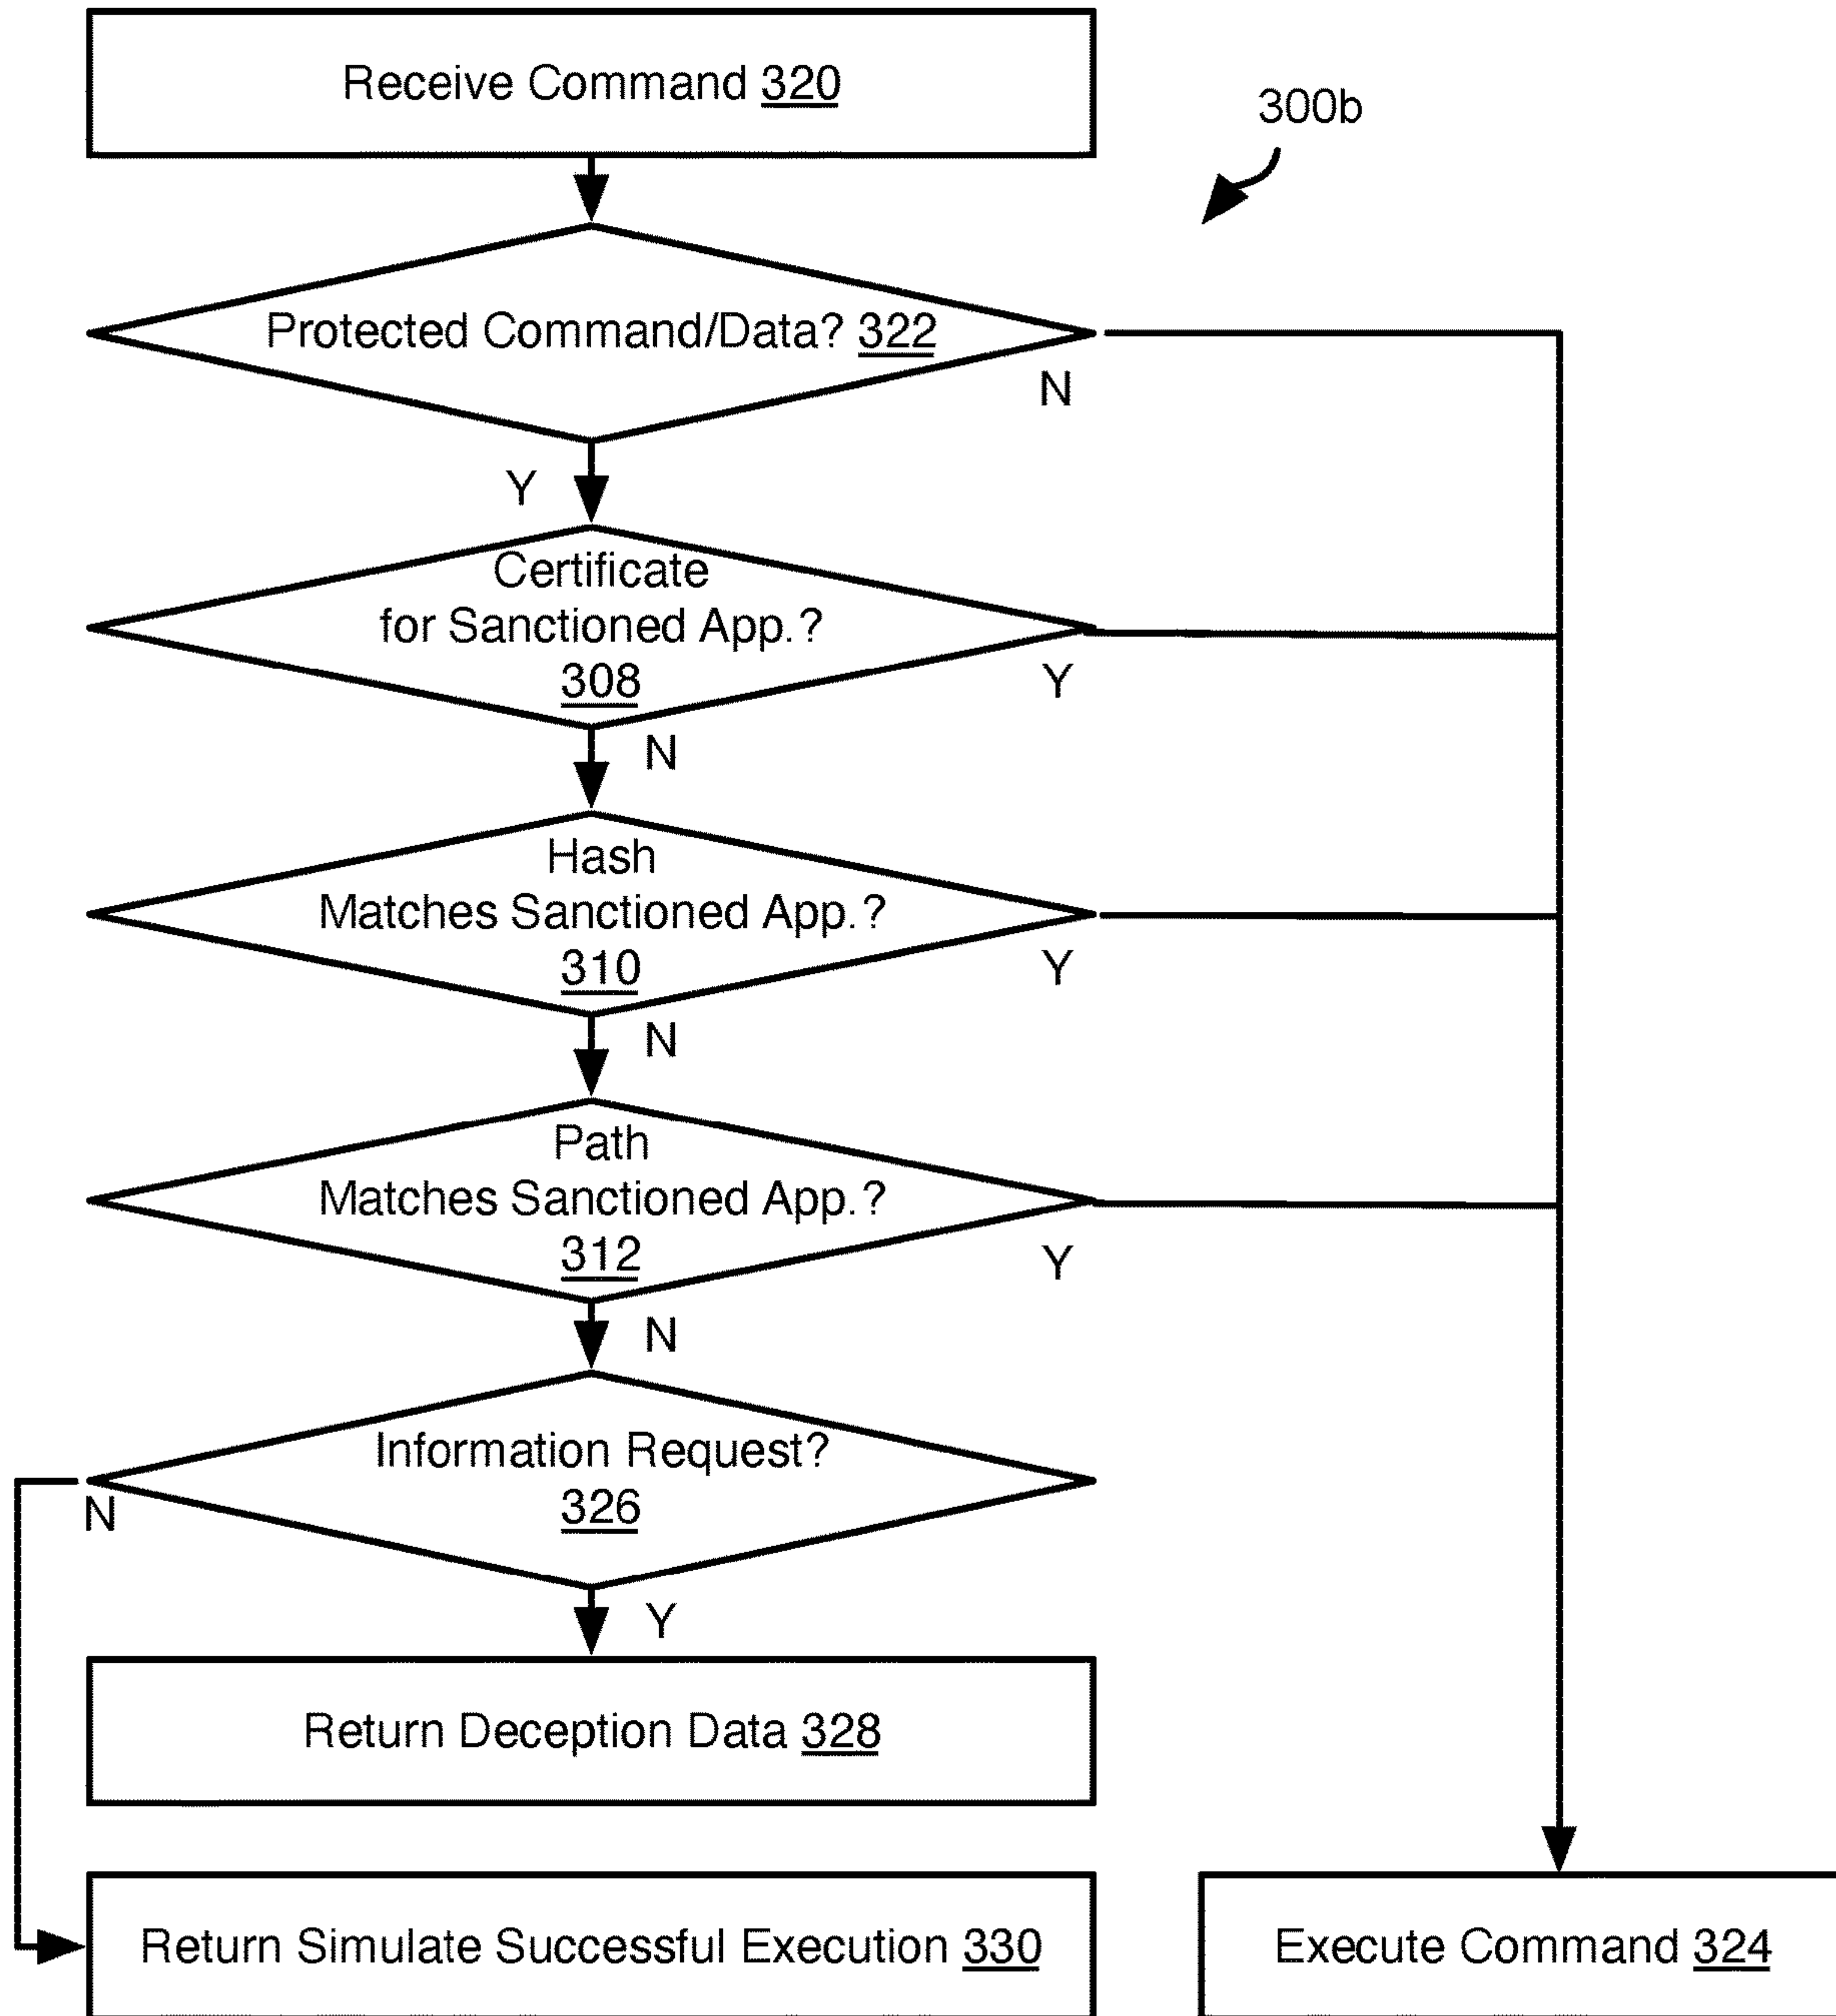 Receive Command 320
300b
Protected Command/Data? 322
N
Y
Certificate
for Sanctioned App.?
308
Y
N
Hash
Matches Sanctioned App.?
310
Y
N
Path
Matches Sanctioned App.?
312
Y
N
Information Request?
326
N
Y
Return Deception Data 328
Return Simulate Successful Execution 330
Execute Command 324